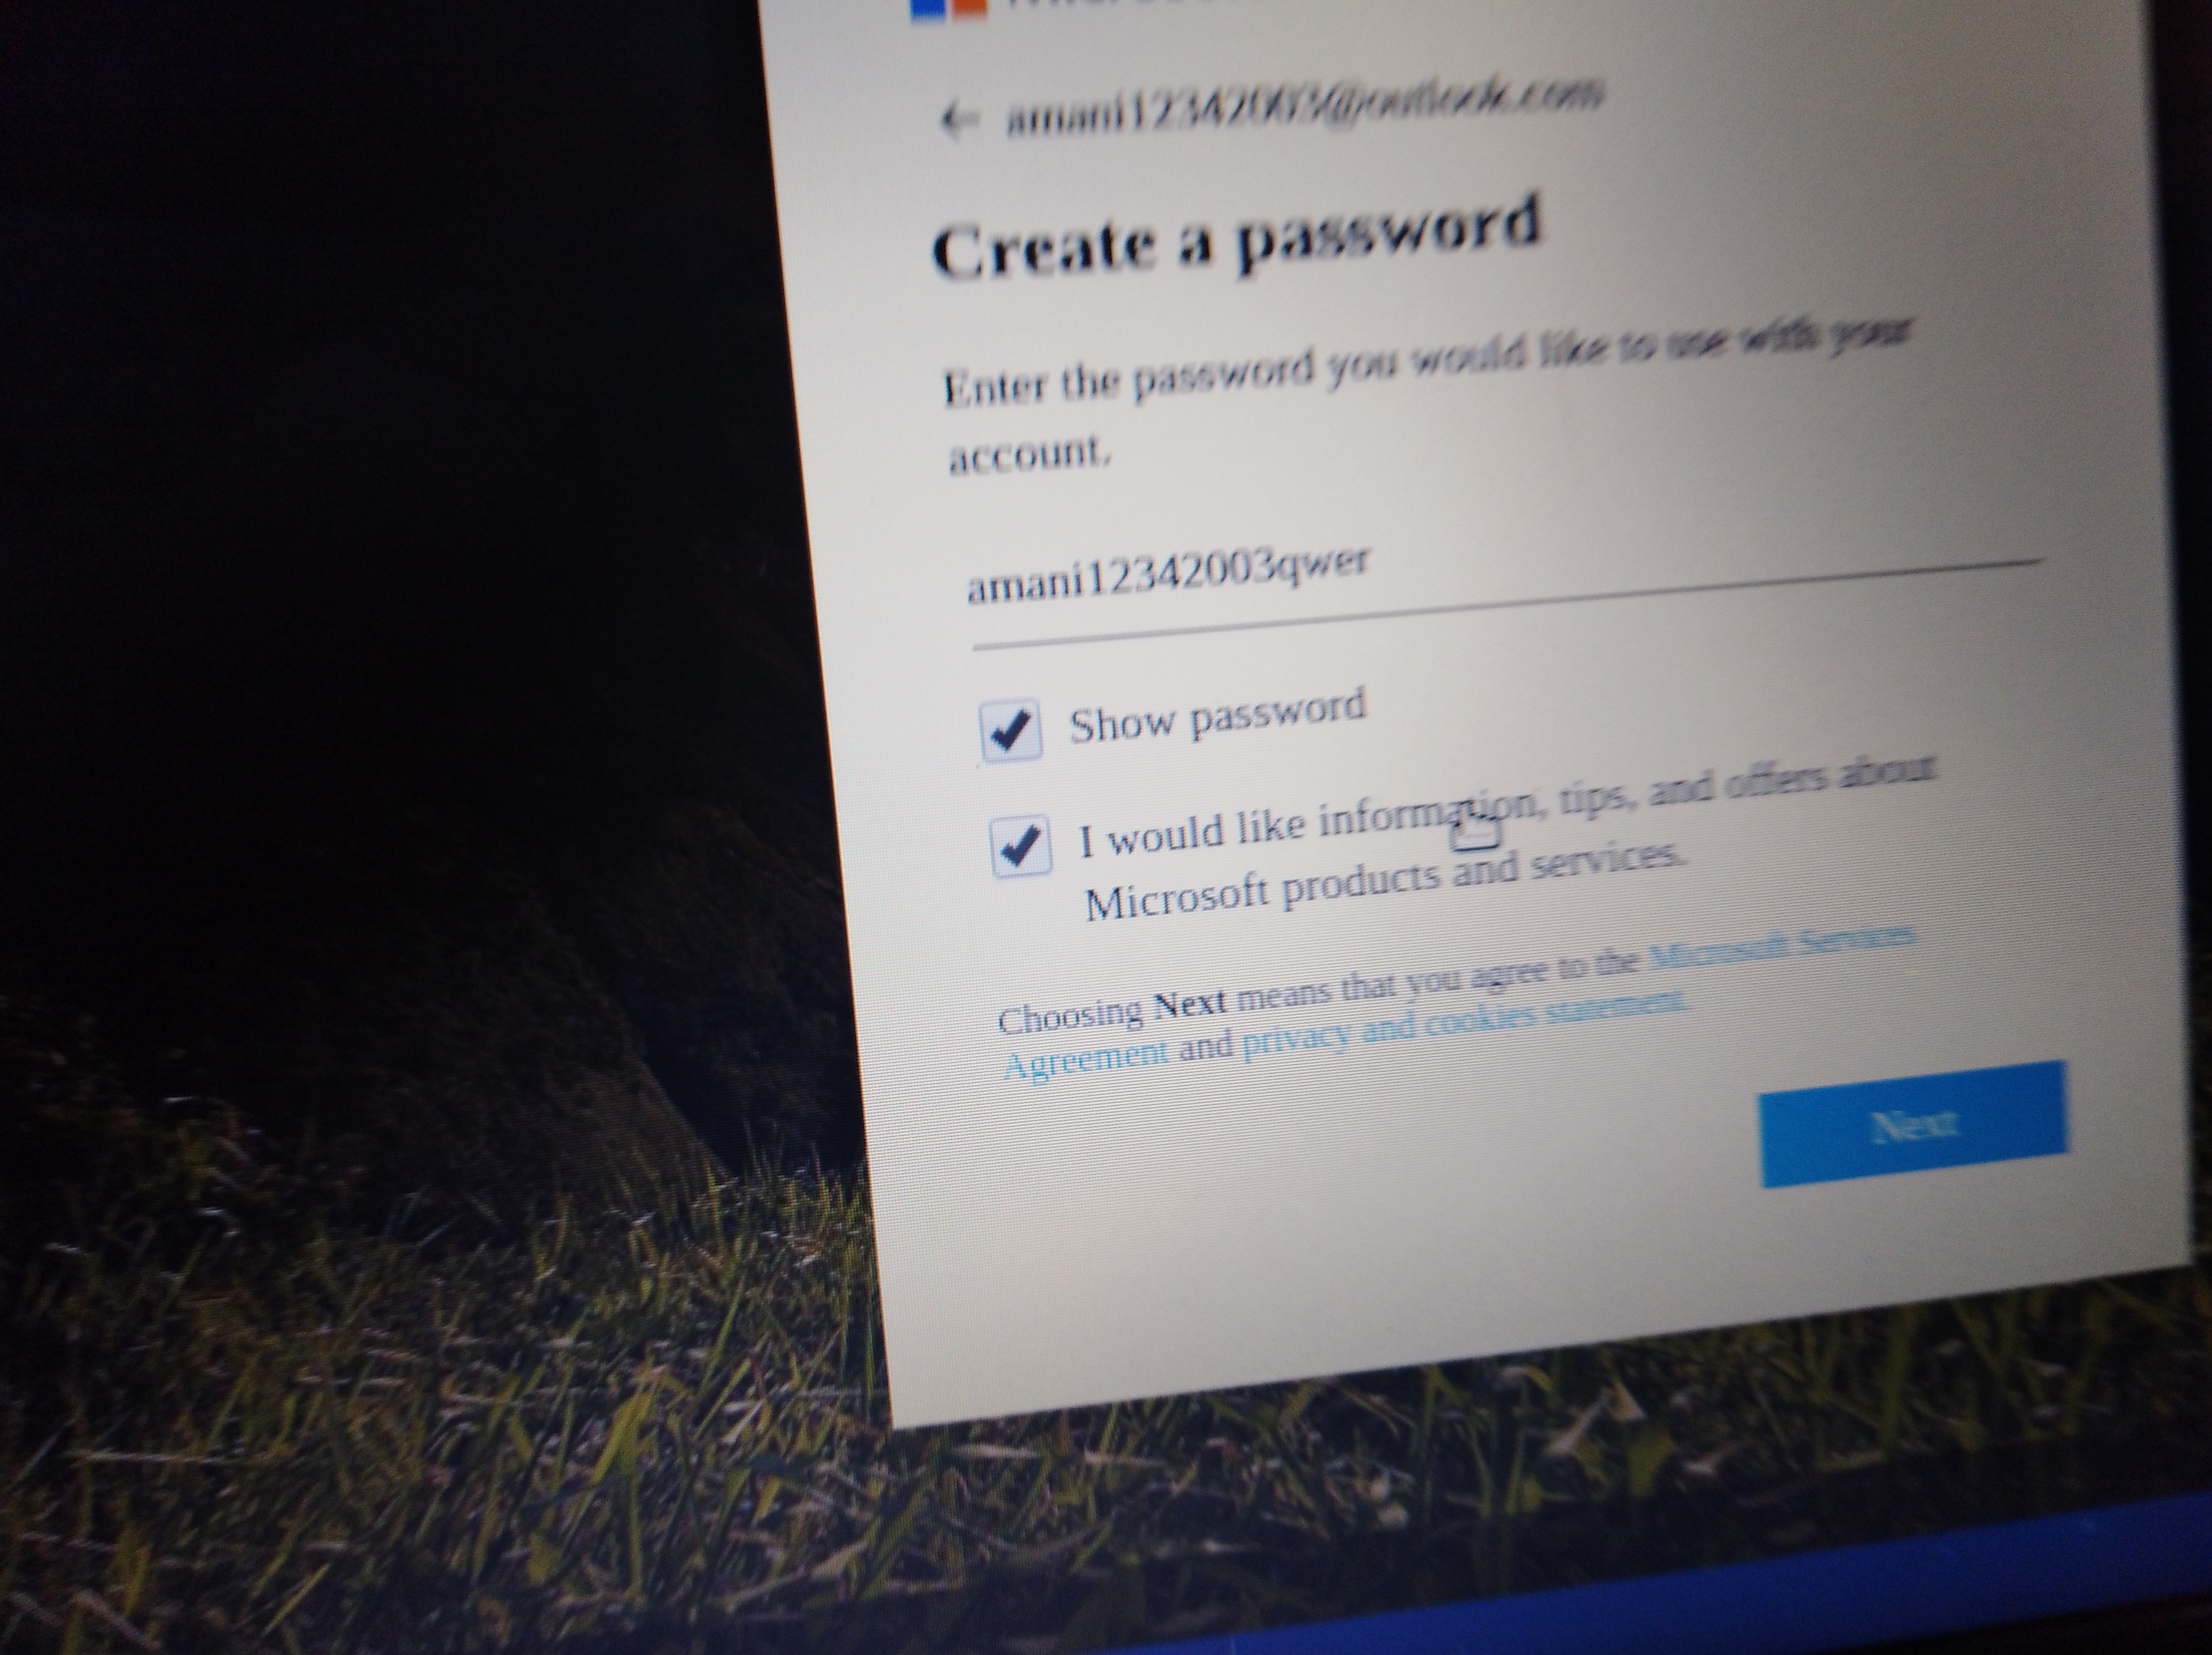 ← amani12342003@outlook.com
Create a password
Enter the password you would like to use with your
account.
amani12342003qwer
Show password
I would like information, tips, and offers about
Microsoft products and services.
Choosing Next means that you agree to the Microsoft Services
Agreement and privacy and cookies statement.
Next